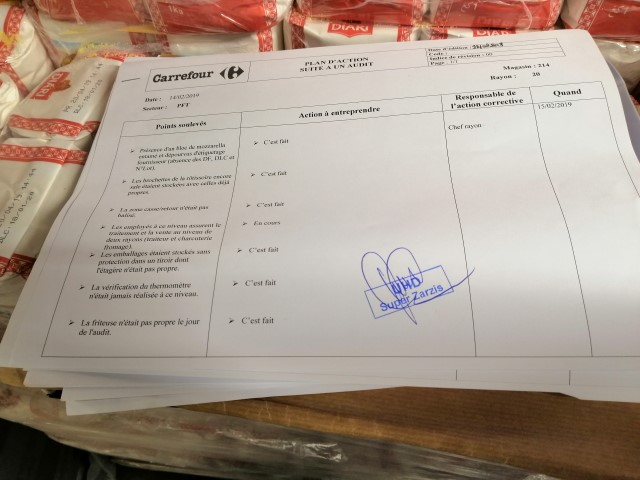 DIARI
DIARI
Carrefour
PLAN D'ACTION
SUITE A UN AUDIT
Date d'édition :
Code :
Indice de révision : 00
Page : 1/1
Date : 14/02/2019
Magasin : 214
Secteur : PFT
Rayon : 20
Points soulevés
Action à entreprendre
Responsable de
l'action corrective
Quand
Présence d'un bloc de mozzarella
entamé et dépourvu d'étiquetage
fournisseur (absence des DF, DLC et
N°Lot).
C'est fait
Chef rayon
15/02/2019
Les brochettes de la rôtissoire encore
sale étaient stockées avec celles déjà
propres.
C'est fait
La zone casse/retour n'était pas
balisé.
C'est fait
Les employés à ce niveau assurent le
traitement et la vente au niveau de
deux rayons (traiteur et charcuterie
fromage).
En cours
Les emballages étaient stockés sans
protection dans un tiroir dont
l'étagère n'était pas propre.
C'est fait
La vérification du thermomètre
n'était jamais réalisée à ce niveau.
C'est fait
La friteuse n'était pas propre le jour
de l'audit.
C'est fait
UHD
Super Zarzis